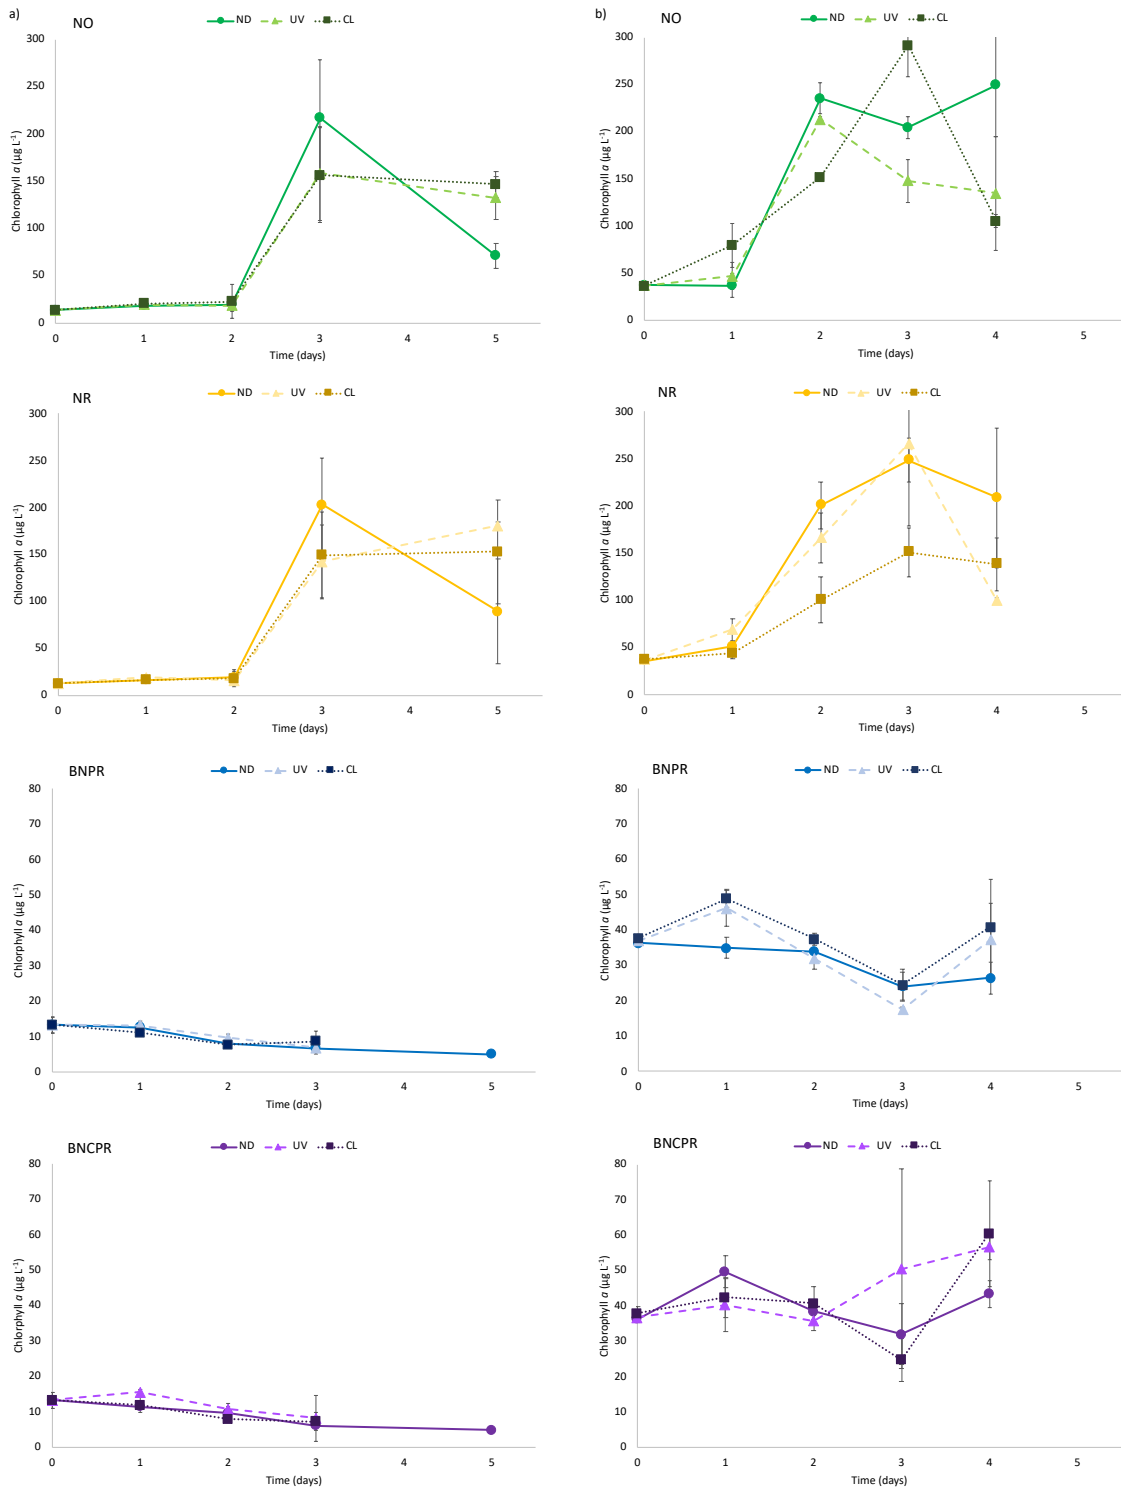 a)
NO
ND UV CL
300
250
200
150
100
50
0
Chlorophyll a (µg L-1)
0 1 2 3 4 5
Time (days)
b)
NO
ND UV CL
300
250
200
150
100
50
0
Chlorophyll a (µg L-1)
0 1 2 3 4 5
Time (days)
NR
ND UV CL
300
250
200
150
100
50
0
Chlorophyll a (µg L-1)
0 1 2 3 4 5
Time (days)
NR
ND UV CL
300
250
200
150
100
50
0
Chlorophyll a (µg L-1)
0 1 2 3 4 5
Time (days)
BNPR
ND UV CL
80
70
60
50
40
30
20
10
0
Chlorphyll a (µg L-1)
0 1 2 3 4 5
Time (days)
BNPR
ND UV CL
80
70
60
50
40
30
20
10
0
Chlorophyll a (µg L-1)
0 1 2 3 4 5
Time (days)
BNCPR
ND UV CL
80
70
60
50
40
30
20
10
0
Chlorophyll a (µg L-1)
0 1 2 3 4 5
Time (days)
BNCPR
ND UV CL
80
70
60
50
40
30
20
10
0
Chlorophyll a (µg L-1)
0 1 2 3 4 5
Time (days)